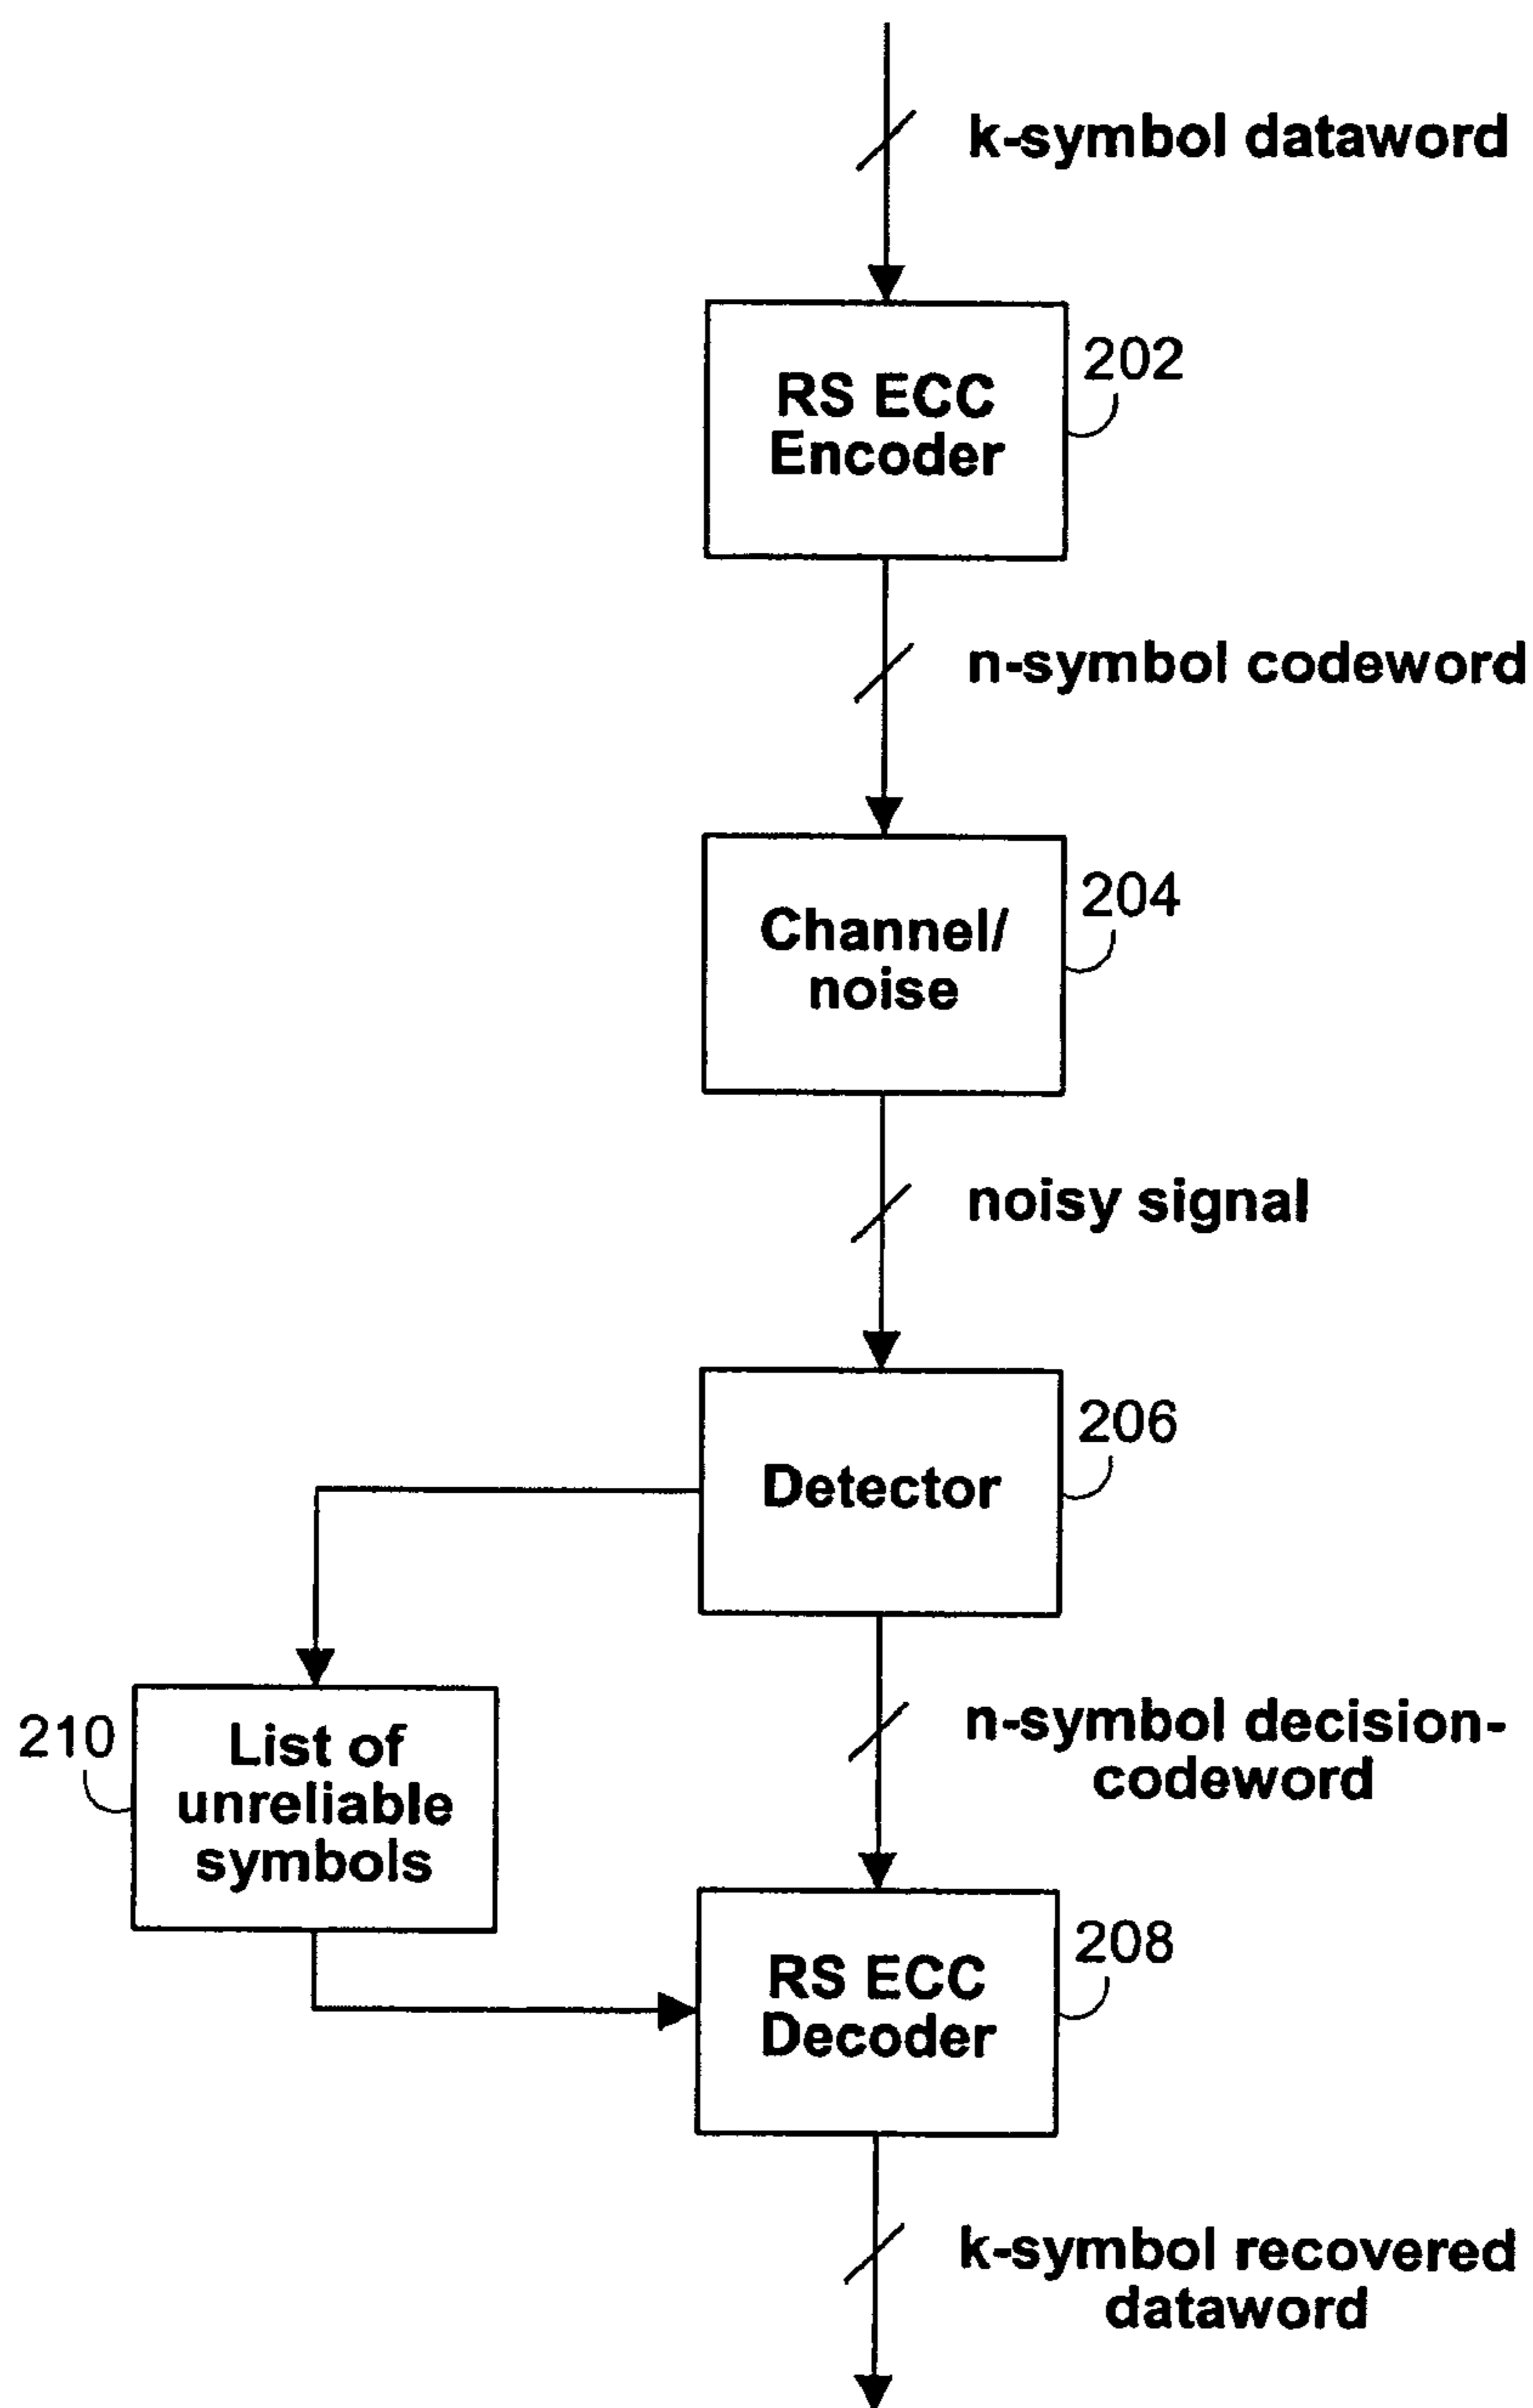 k-symbol dataword
RS ECC
Encoder
202
n-symbol codeword
Channel/
noise
204
noisy signal
Detector
206
210
List of
unreliable
symbols
n-symbol decision-
codeword
RS ECC
Decoder
208
k-symbol recovered
dataword